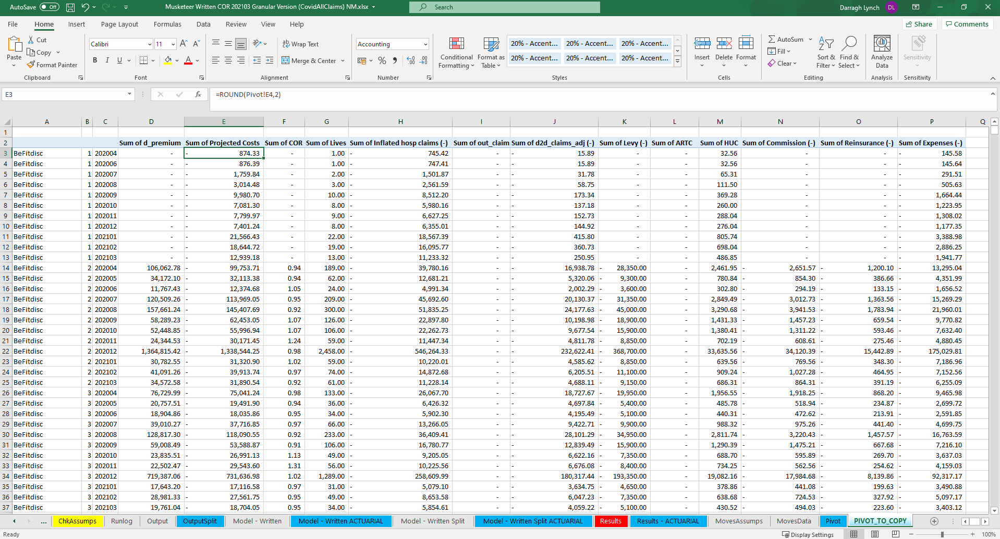 AutoSave Off Musketeer Written COR 202103 Granular Version (CovidAllClaims) NM.xlsx Search Darragh Lynch DL
File Home Insert Page Layout Formulas Data Review View Help Share Comments
Cut Calibri 11 Wrap Text Accounting 20% - Accent... 20% - Accent... 20% - Accent... AutoSum
Paste Copy Conditional Format as Insert Delete Format Fill Sort & Find & Analyze Sensitivity
Format Painter B I U Merge & Center % Formatting Table 20% - Accent... 20% - Accent... 20% - Accent... Clear Filter Select Data
Clipboard Font Alignment Number Styles Cells Editing Analysis Sensitivity
E3 fx =ROUND(Pivot!E4,2)
A B C D E F G H I J K L M N O P Q
1
2 Sum of d_premium Sum of Projected Costs Sum of COR Sum of Lives Sum of Inflated hosp claims (-) Sum of out_claim Sum of d2d_claims_adj (-) Sum of Levy (-) Sum of ARTC Sum of HUC Sum of Commission (-) Sum of Reinsurance (-) Sum of Expenses (-)
3 BeFitdisc 1 202004 - - 874.33 - 1.00 - 745.42 - - 15.89 - - 32.56 - - - 145.58
4 BeFitdisc 1 202006 - - 876.39 - 1.00 - 747.41 - - 15.89 - - 32.56 - - - 145.64
5 BeFitdisc 1 202007 - - 1,759.84 - 2.00 - 1,501.87 - - 31.78 - - 65.31 - - - 291.51
6 BeFitdisc 1 202008 - - 3,014.48 - 3.00 - 2,561.59 - - 58.75 - - 111.50 - - - 505.63
7 BeFitdisc 1 202009 - - 9,980.70 - 10.00 - 8,512.20 - - 173.34 - - 369.28 - - - 1,664.44
8 BeFitdisc 1 202010 - - 7,081.30 - 8.00 - 5,980.16 - - 137.18 - - 260.00 - - - 1,223.95
9 BeFitdisc 1 202011 - - 7,799.97 - 9.00 - 6,627.25 - - 152.73 - - 288.04 - - - 1,308.02
10 BeFitdisc 1 202012 - - 7,401.24 - 8.00 - 6,355.01 - - 144.92 - - 276.04 - - - 1,177.35
11 BeFitdisc 1 202101 - - 21,566.43 - 22.00 - 18,567.39 - - 415.80 - - 805.74 - - - 3,388.98
12 BeFitdisc 1 202102 - - 18,644.72 - 19.00 - 16,095.77 - - 360.73 - - 698.04 - - - 2,886.25
13 BeFitdisc 1 202103 - - 12,939.18 - 13.00 - 11,233.32 - - 250.95 - - 486.85 - - - 1,941.77
14 BeFitdisc 2 202004 106,062.78 - 99,753.71 0.94 189.00 - 39,780.16 - - 16,938.78 - 28,350.00 - 2,461.95 - 2,651.57 - 1,200.10 - 13,295.04
15 BeFitdisc 2 202005 34,172.10 - 32,113.38 0.94 62.00 - 12,681.21 - - 5,320.06 - 9,300.00 - 780.84 - 854.30 - 386.66 - 4,351.99
16 BeFitdisc 2 202006 11,767.43 - 12,374.68 1.05 24.00 - 4,991.34 - - 2,002.29 - 3,600.00 - 302.80 - 294.19 - 133.15 - 1,656.52
17 BeFitdisc 2 202007 120,509.26 - 113,969.05 0.95 209.00 - 45,692.60 - - 20,130.37 - 31,350.00 - 2,849.49 - 3,012.73 - 1,363.56 - 15,269.29
18 BeFitdisc 2 202008 157,661.24 - 145,407.69 0.92 300.00 - 51,835.25 - - 24,177.63 - 45,000.00 - 3,290.68 - 3,941.53 - 1,783.94 - 21,960.01
19 BeFitdisc 2 202009 58,289.23 - 62,453.05 1.07 126.00 - 22,897.80 - - 10,198.98 - 18,900.00 - 1,431.33 - 1,457.23 - 659.54 - 9,770.82
20 BeFitdisc 2 202010 52,448.85 - 55,996.94 1.07 106.00 - 22,262.73 - - 9,677.54 - 15,900.00 - 1,380.41 - 1,311.22 - 593.46 - 7,632.40
21 BeFitdisc 2 202011 24,344.53 - 30,171.45 1.24 59.00 - 11,447.34 - - 4,811.78 - 8,850.00 - 702.19 - 608.61 - 275.46 - 4,880.45
22 BeFitdisc 2 202012 1,364,815.42 - 1,338,544.25 0.98 2,458.00 - 546,264.33 - - 232,622.41 - 368,700.00 - 33,635.56 - 34,120.39 - 15,442.89 - 175,029.81
23 BeFitdisc 2 202101 30,782.55 - 31,320.90 1.02 59.00 - 10,220.01 - - 4,585.62 - 8,850.00 - 639.56 - 769.56 - 348.30 - 7,186.96
24 BeFitdisc 2 202102 41,091.26 - 39,913.74 0.97 74.00 - 14,872.68 - - 6,205.51 - 11,100.00 - 909.24 - 1,027.28 - 464.95 - 7,152.56
25 BeFitdisc 2 202103 34,572.58 - 31,890.54 0.92 61.00 - 11,228.14 - - 4,688.11 - 9,150.00 - 686.31 - 864.31 - 391.19 - 6,255.09
26 BeFitdisc 3 202004 76,729.99 - 75,041.24 0.98 133.00 - 26,067.70 - - 18,727.67 - 19,950.00 - 1,956.55 - 1,918.25 - 868.20 - 9,465.98
27 BeFitdisc 3 202005 20,757.51 - 19,491.90 0.94 36.00 - 6,426.32 - - 4,697.84 - 5,400.00 - 485.78 - 518.94 - 234.87 - 2,699.72
28 BeFitdisc 3 202006 18,904.86 - 18,035.86 0.95 34.00 - 5,902.30 - - 4,195.49 - 5,100.00 - 440.31 - 472.62 - 213.91 - 2,591.85
29 BeFitdisc 3 202007 39,010.27 - 37,716.85 0.97 66.00 - 13,266.05 - - 9,422.71 - 9,900.00 - 988.32 - 975.26 - 441.40 - 4,699.75
30 BeFitdisc 3 202008 128,817.30 - 118,090.55 0.92 233.00 - 36,409.41 - - 28,101.29 - 34,950.00 - 2,811.74 - 3,220.43 - 1,457.57 - 16,763.59
31 BeFitdisc 3 202009 59,008.49 - 53,588.87 0.91 106.00 - 16,780.77 - - 12,839.49 - 15,900.00 - 1,290.39 - 1,475.21 - 667.68 - 7,216.10
32 BeFitdisc 3 202010 23,835.51 - 26,991.13 1.13 49.00 - 9,205.05 - - 6,622.16 - 7,350.00 - 688.70 - 595.89 - 269.70 - 3,637.03
33 BeFitdisc 3 202011 22,502.47 - 29,543.60 1.31 56.00 - 10,225.56 - - 6,676.08 - 8,400.00 - 734.25 - 562.56 - 254.62 - 4,159.03
34 BeFitdisc 3 202012 719,387.06 - 731,636.98 1.02 1,289.00 - 258,609.99 - - 180,317.44 - 193,350.00 - 19,082.16 - 17,984.68 - 8,139.86 - 92,317.17
35 BeFitdisc 3 202101 17,643.20 - 17,116.58 0.97 31.00 - 5,079.10 - - 3,634.75 - 4,650.00 - 378.86 - 441.08 - 199.63 - 3,490.88
36 BeFitdisc 3 202102 28,981.33 - 27,561.75 0.95 49.00 - 8,653.58 - - 6,047.23 - 7,350.00 - 638.68 - 724.53 - 327.92 - 5,097.17
37 BeFitdisc 3 202103 19,761.04 - 18,704.05 0.95 34.00 - 5,854.61 - - 4,059.22 - 5,100.00 - 430.52 - 494.03 - 223.60 - 3,403.12
... ChkAssumps Runlog Output OutputSplit Model - Written Model - Written ACTUARIAL Model - Written Split Model - Written Split ACTUARIAL Results Results - ACTUARIAL MovesAssumps MovesData Pivot PIVOT_TO_COPY
Ready Display Settings 100%